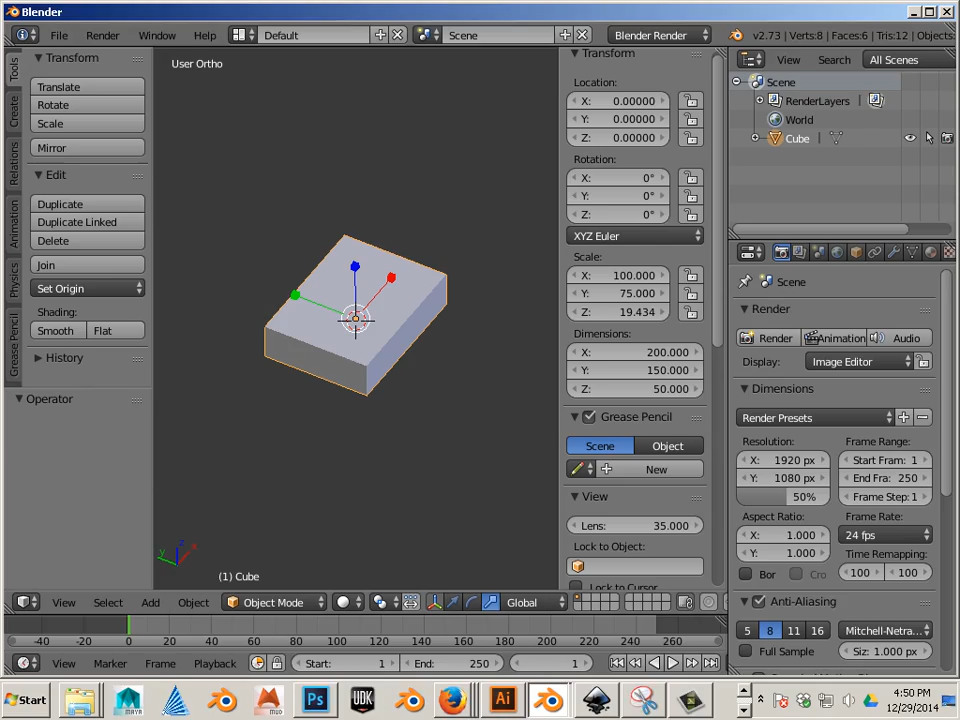 Blender
File Render Window Help Default Scene Blender Render v2.73 | Verts:8 | Faces:6 | Tris:12 | Objects:
Tools
Create
Relations
Animation
Physics
Grease Pencil
Transform
Translate
Rotate
Scale
Mirror
Edit
Duplicate
Duplicate Linked
Delete
Join
Set Origin
Shading:
Smooth Flat
History
Operator
User Ortho
(1) Cube
Transform
Location:
X: 0.00000
Y: 0.00000
Z: 0.00000
Rotation:
X: 0°
Y: 0°
Z: 0°
XYZ Euler
Scale:
X: 100.000
Y: 75.000
Z: 19.434
Dimensions:
X: 200.000
Y: 150.000
Z: 50.000
Grease Pencil
Scene Object
New
View
Lens: 35.000
Lock to Object:
Lock to Cursor
View Search All Scenes
Scene
RenderLayers
World
Cube
Scene
Render
Render Animation Audio
Display: Image Editor
Dimensions
Render Presets
Resolution: Frame Range:
X: 1920 px Start Fram: 1
Y: 1080 px End Fra: 250
50% Frame Step: 1
Aspect Ratio: Frame Rate:
X: 1.000 24 fps
Y: 1.000 Time Remapping:
Bor Cro 100 100
Anti-Aliasing
5 8 11 16 Mitchell-Netra...
Full Sample Siz: 1.000 px
View Select Add Object Object Mode Global
-40 -20 0 20 40 60 80 100 120 140 160 180 200 220 240 260
View Marker Frame Playback Start: 1 End: 250 1
Start MAYA MUD Ps UDK Ai 4:50 PM
12/29/2014